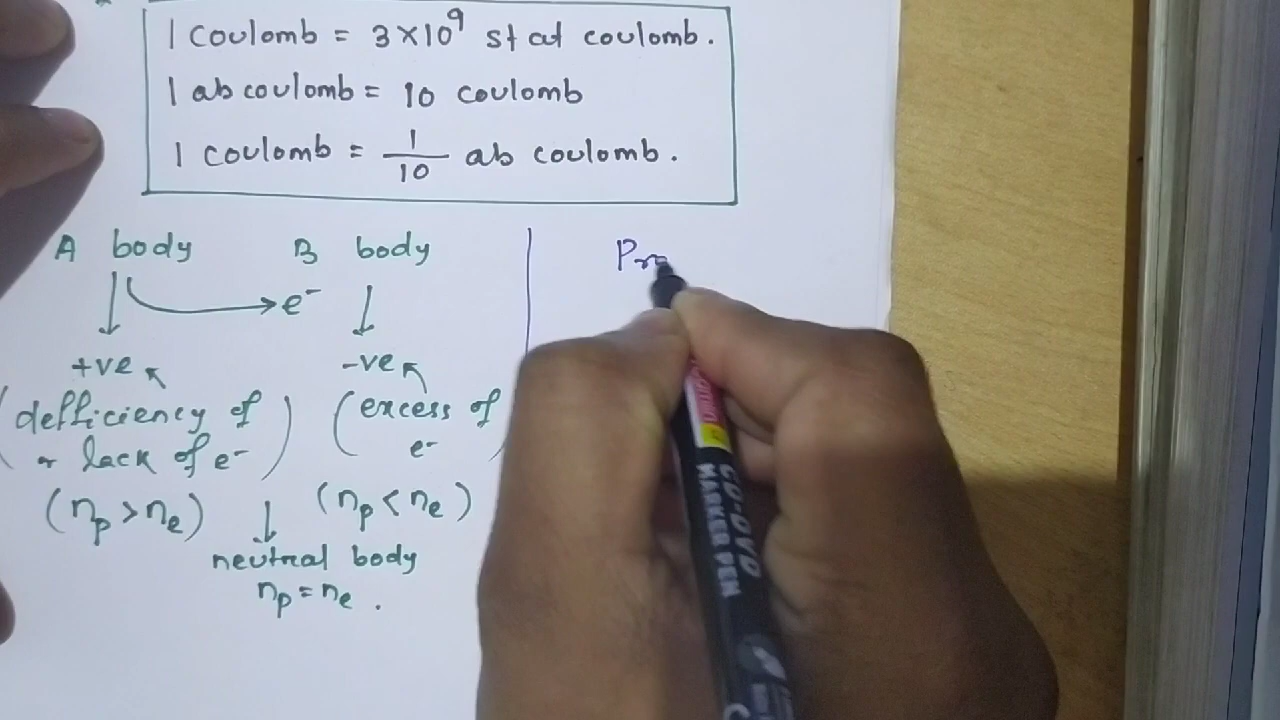 1 Coulomb = 3×10⁹ stat coulomb.
1 ab coulomb = 10 coulomb
1 coulomb = 1/10 ab coulomb.
A body
B body
e⁻
+ve
-ve
(defficiency of
or lack of e⁻)
(excess of
e⁻
(nₚ>nₑ)
(nₚ<nₑ)
neutral body
nₚ=nₑ.
Pro
CO-OVO
MARKER PEN